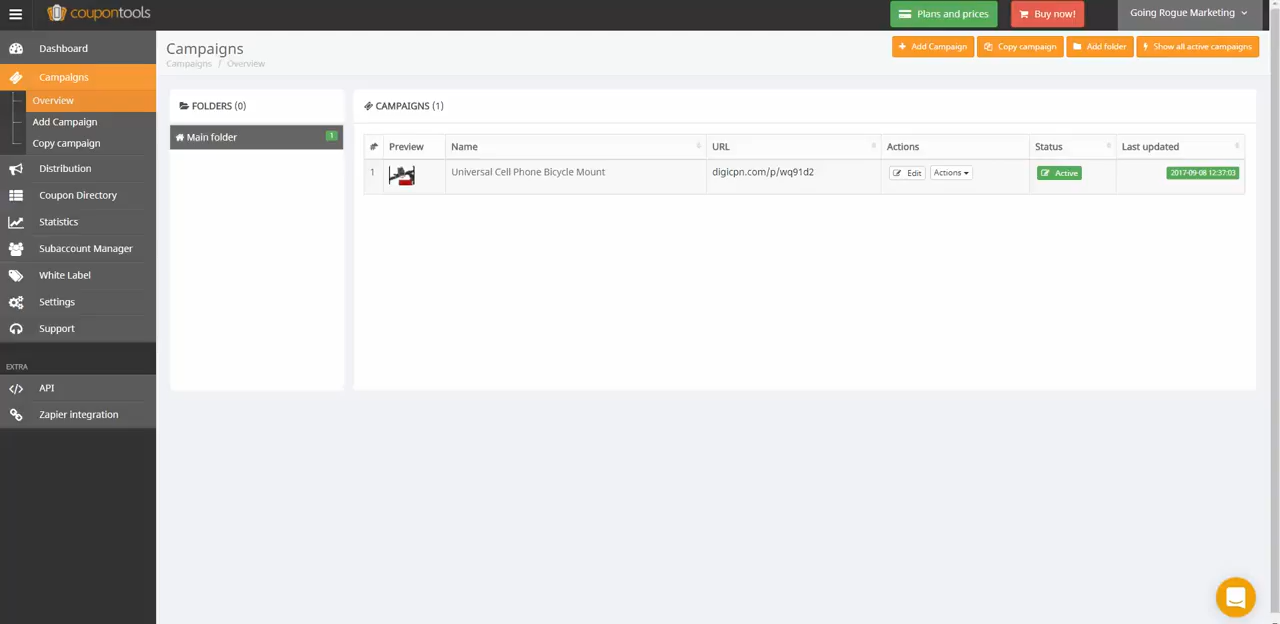 coupontools
Plans and prices
Buy now!
Going Rogue Marketing
Dashboard
Campaigns
Overview
Add Campaign
Copy campaign
Distribution
Coupon Directory
Statistics
Subaccount Manager
White Label
Settings
Support
EXTRA
API
Zapier integration
Campaigns
Campaigns / Overview
Add Campaign
Copy campaign
Add folder
Show all active campaigns
FOLDERS (0)
Main folder 1
CAMPAIGNS (1)
# Preview Name URL Actions Status Last updated
1 Universal Cell Phone Bicycle Mount digicpn.com/p/wq91d2 Edit Actions Active 2017-09-08 12:37:03